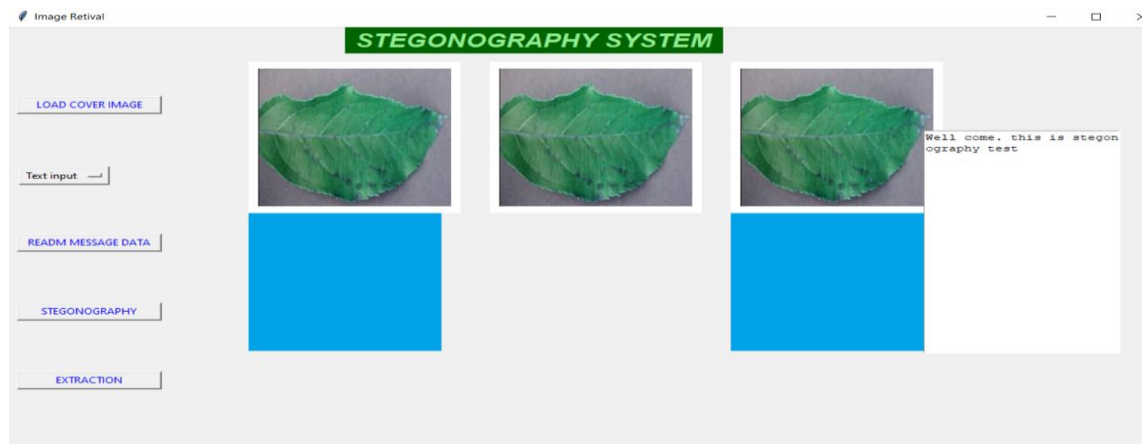 Image Retival
STEGONOGRAPHY SYSTEM
LOAD COVER IMAGE
Text input
READM MESSAGE DATA
STEGONOGRAPHY
EXTRACTION
Well come. this is stegon
ography test